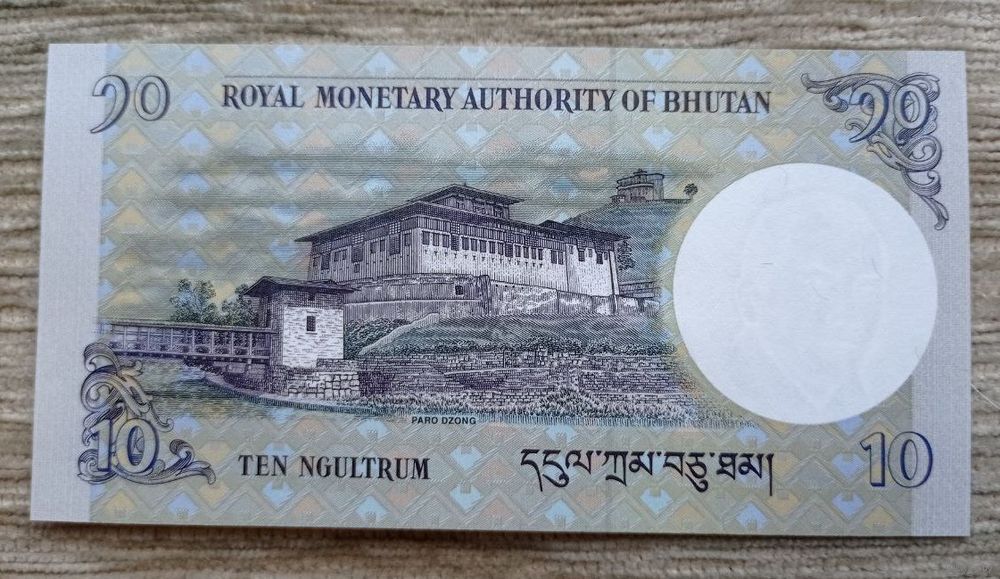 ༡༠ ROYAL MONETARY AUTHORITY OF BHUTAN ༡༠
PARO DZONG
10 TEN NGULTRUM དངུལ་ཀྲམ་བཅུ་ཐམ། 10